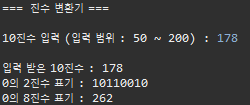 === 진수 변환기 ===
10진수 입력 (입력 범위 : 50 ~ 200) : 178
입력 받은 10진수 : 178
0의 2진수 표기 : 10110010
0의 8진수 표기 : 262